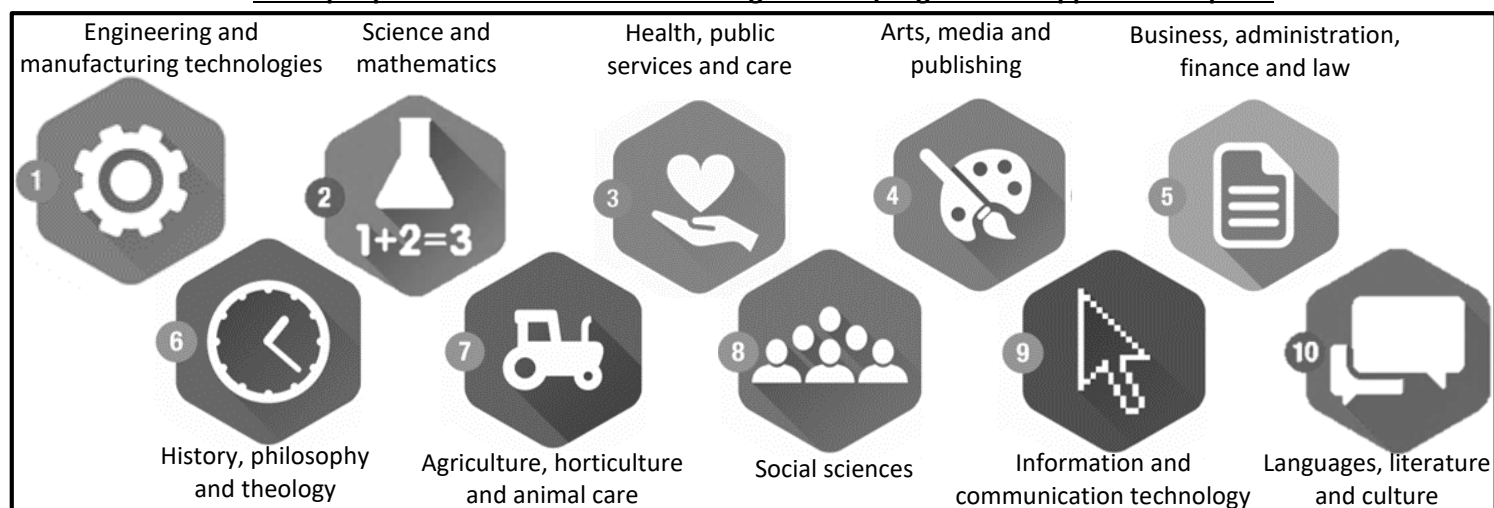 Engineering and
manufacturing technologies
Science and
mathematics
Health, public
services and care
Arts, media and
publishing
Business, administration,
finance and law
1
2
1+2=3
3
4
5
6
7
8
9
10
History, philosophy
and theology
Agriculture, horticulture
and animal care
Social sciences
Information and
communication technology
Languages, literature
and culture